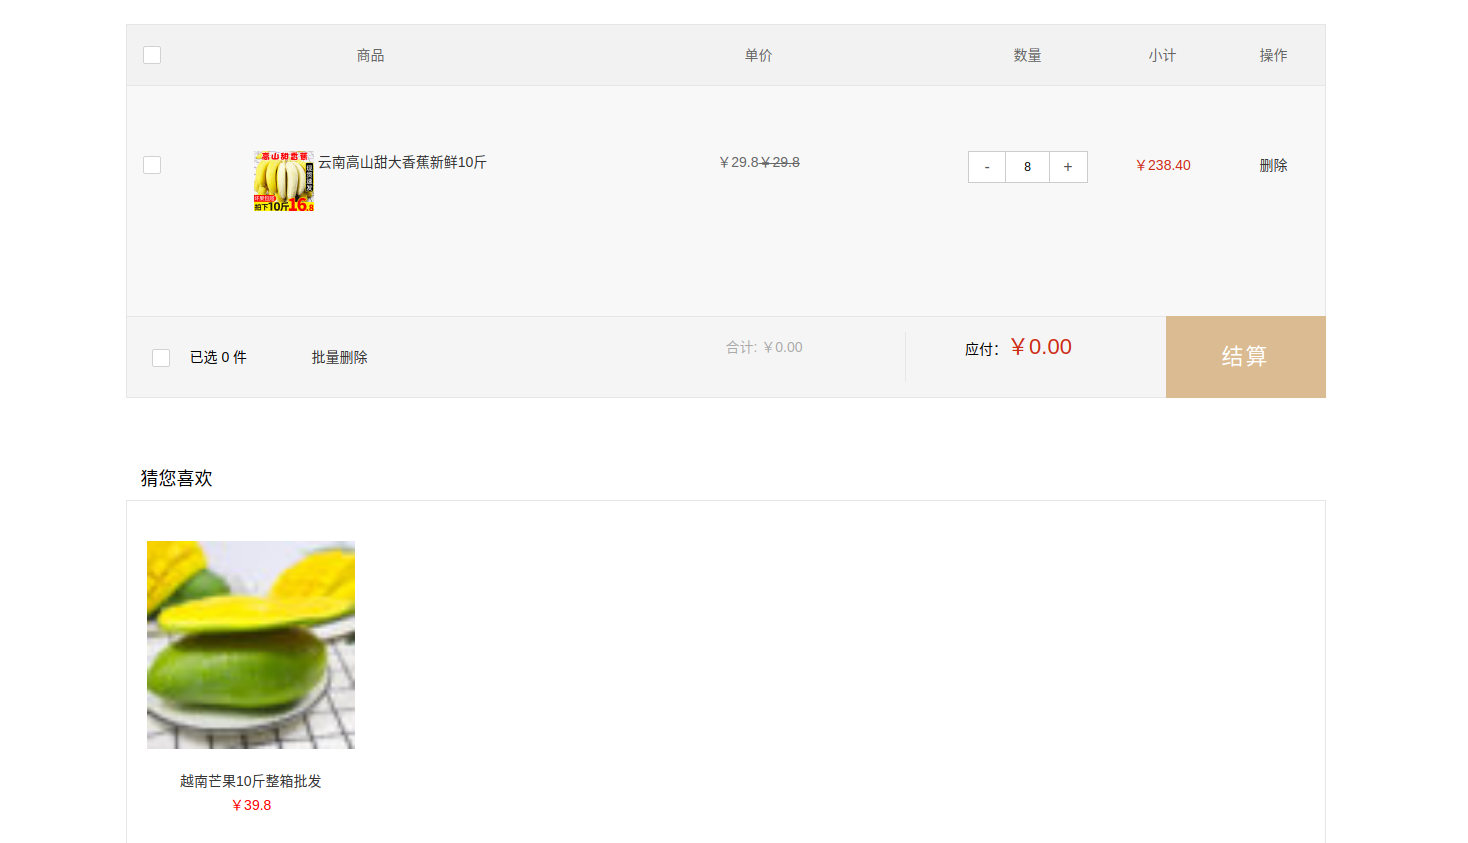 商品 单价 数量 小计 操作
高山甜香蕉
拍下10斤16.8
云南高山甜大香蕉新鲜10斤 ￥29.8￥29.8 - 8 + ￥238.40 删除
已选 0 件 批量删除 合计: ￥0.00 应付： ￥0.00 结算
猜您喜欢
越南芒果10斤整箱批发
￥39.8